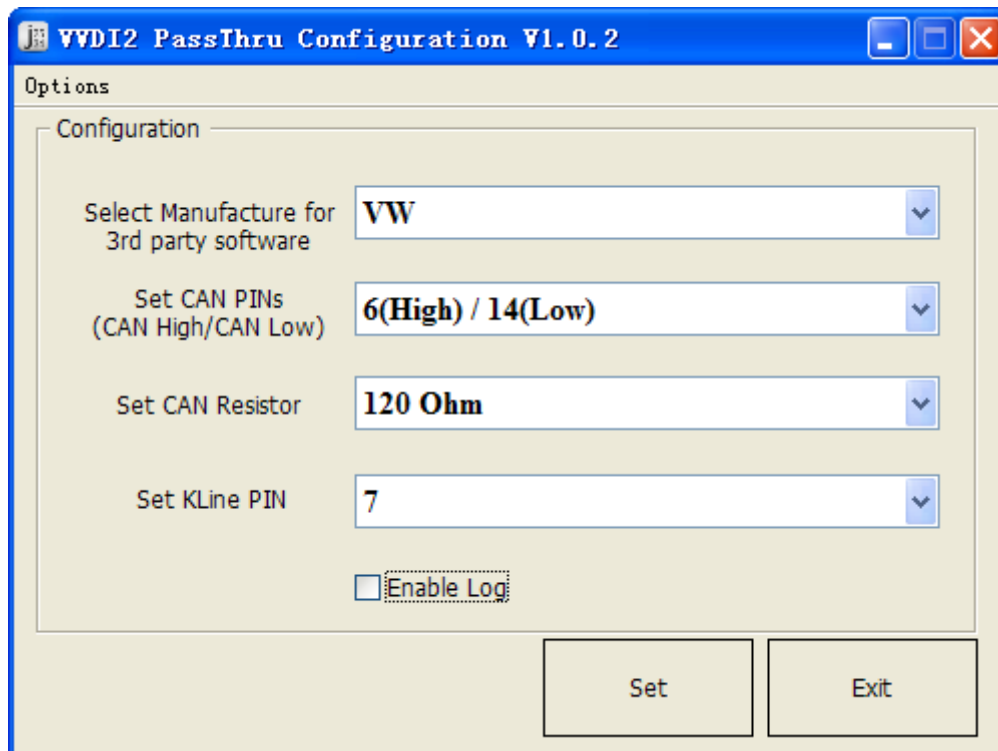 VVDI2 PassThru Configuration V1.0.2
Options
Configuration
Select Manufacture for
3rd party software
VW
Set CAN PINs
(CAN High/CAN Low)
6(High) / 14(Low)
Set CAN Resistor
120 Ohm
Set KLine PIN
7
Enable Log
Set
Exit